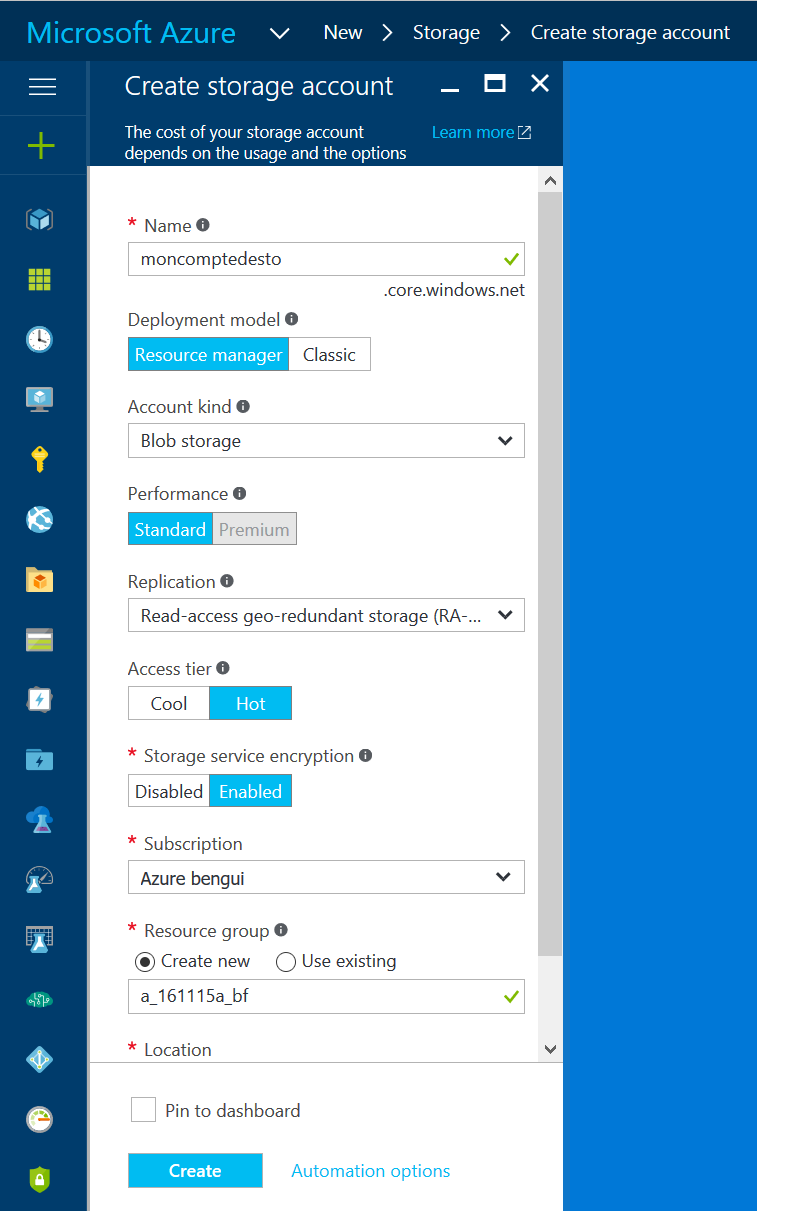 Microsoft Azure New > Storage > Create storage account
Create storage account
The cost of your storage account
depends on the usage and the options
Learn more
* Name
moncomptedesto
.core.windows.net
Deployment model
Resource manager Classic
Account kind
Blob storage
Performance
Standard Premium
Replication
Read-access geo-redundant storage (RA-...
Access tier
Cool Hot
* Storage service encryption
Disabled Enabled
* Subscription
Azure bengui
* Resource group
Create new Use existing
a_161115a_bf
* Location
Pin to dashboard
Create Automation options